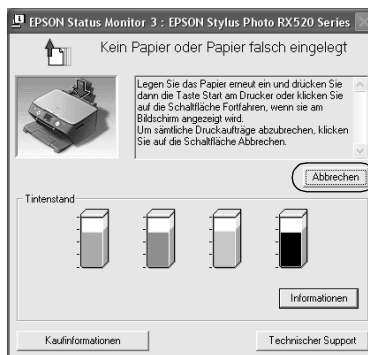 EPSON Status Monitor 3 : EPSON Stylus Photo RX520 Series
Kein Papier oder Papier falsch eingelegt
Legen Sie das Papier erneut ein und drücken Sie
dann die Taste Start am Drucker oder klicken Sie
auf die Schaltfläche Fortfahren, wenn sie am
Bildschirm angezeigt wird.
Um sämtliche Druckaufträge abzubrechen, klicken
Sie auf die Schaltfläche Abbrechen.
Abbrechen
Tintenstand
Informationen
Kaufinformationen
Technischer Support